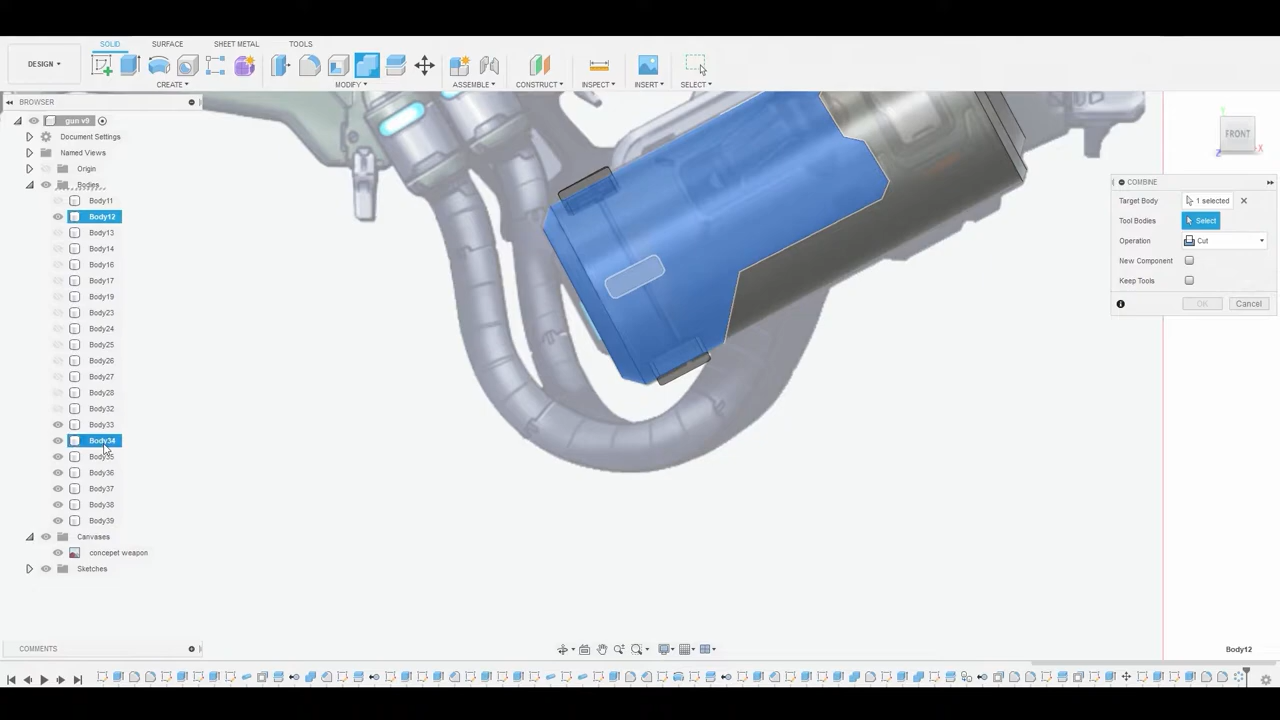 SOLID SURFACE SHEET METAL TOOLS
DESIGN
CREATE MODIFY ASSEMBLE CONSTRUCT INSPECT INSERT SELECT
BROWSER
gun v9
Document Settings
Named Views
Origin
Bodies
Body11
Body12
Body13
Body14
Body16
Body17
Body19
Body23
Body24
Body25
Body26
Body27
Body28
Body32
Body33
Body34
Body35
Body36
Body37
Body38
Body39
Canvases
concepet weapon
Sketches
COMMENTS
Y
FRONT
Z
X
COMBINE
Target Body 1 selected
Tool Bodies Select
Operation Cut
New Component
Keep Tools
OK Cancel
Body12